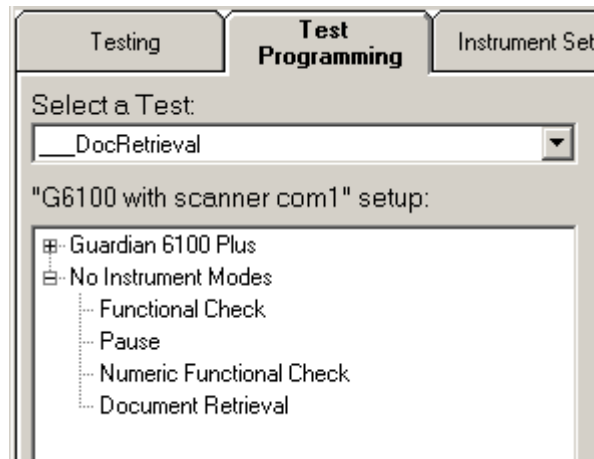 Testing
Test
Programming
Instrument Set
Select a Test:
___DocRetrieval
"G6100 with scanner com1" setup:
Guardian 6100 Plus
No Instrument Modes
Functional Check
Pause
Numeric Functional Check
Document Retrieval